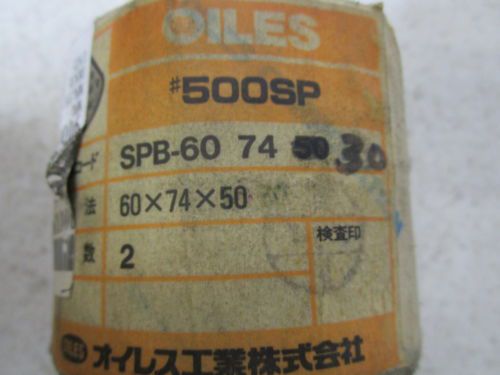 OILES
#500SP
ード SPB-60 74 50 30
法 60×74×50
数 2 検査印
OILES オイレス工業株式会社